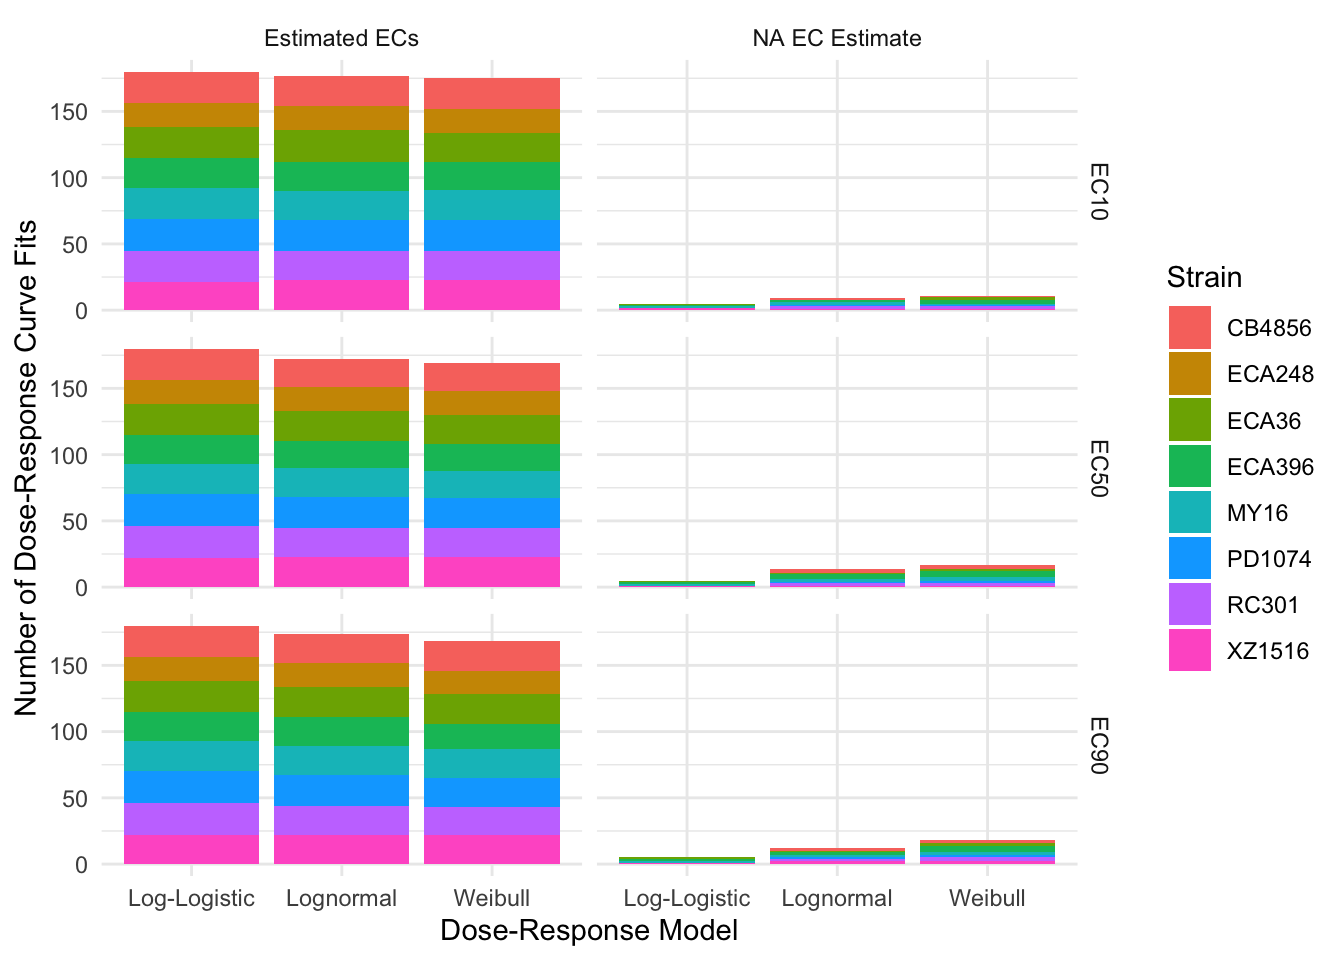 Estimated ECs
NA EC Estimate
Number of Dose-Response Curve Fits
150
100
50
0
EC10
150
100
50
0
EC50
150
100
50
0
EC90
Log-Logistic
Lognormal
Weibull
Log-Logistic
Lognormal
Weibull
Dose-Response Model
Strain
CB4856
ECA248
ECA36
ECA396
MY16
PD1074
RC301
XZ1516